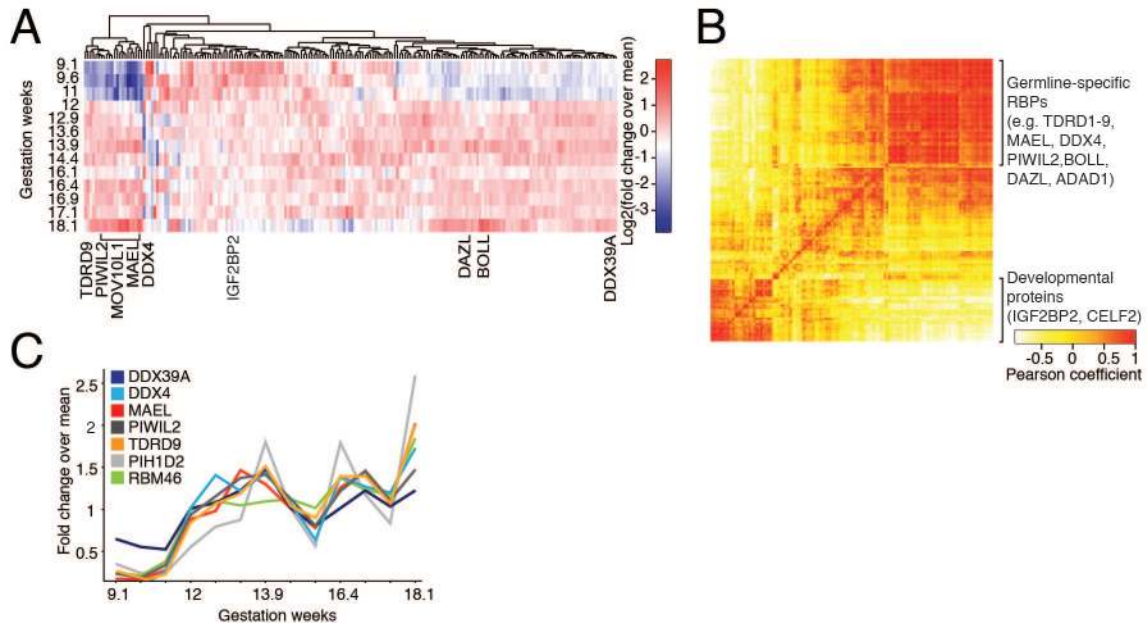 A
Gestation weeks
9.1
9.6
11
12
12.9
13.6
13.9
14.4
16.1
16.4
16.9
17.1
18.1
TDRD9
PIWIL2
MOV10L1
MAEL
DDX4
IGF2BP2
DAZL
BOLL
DDX39A
2
1
0
-1
-2
-3
Log2(fold change over mean)
B
Germline-specific
RBPs
(e.g. TDRD1-9,
MAEL, DDX4,
PIWIL2,BOLL,
DAZL, ADAD1)
Developmental
proteins
(IGF2BP2, CELF2)
-0.5 0 0.5 1
Pearson coefficient
C
DDX39A
DDX4
MAEL
PIWIL2
TDRD9
PIH1D2
RBM46
Fold change over mean
2.5
2
1.5
1
0.5
9.1 12 13.9 16.4 18.1
Gestation weeks